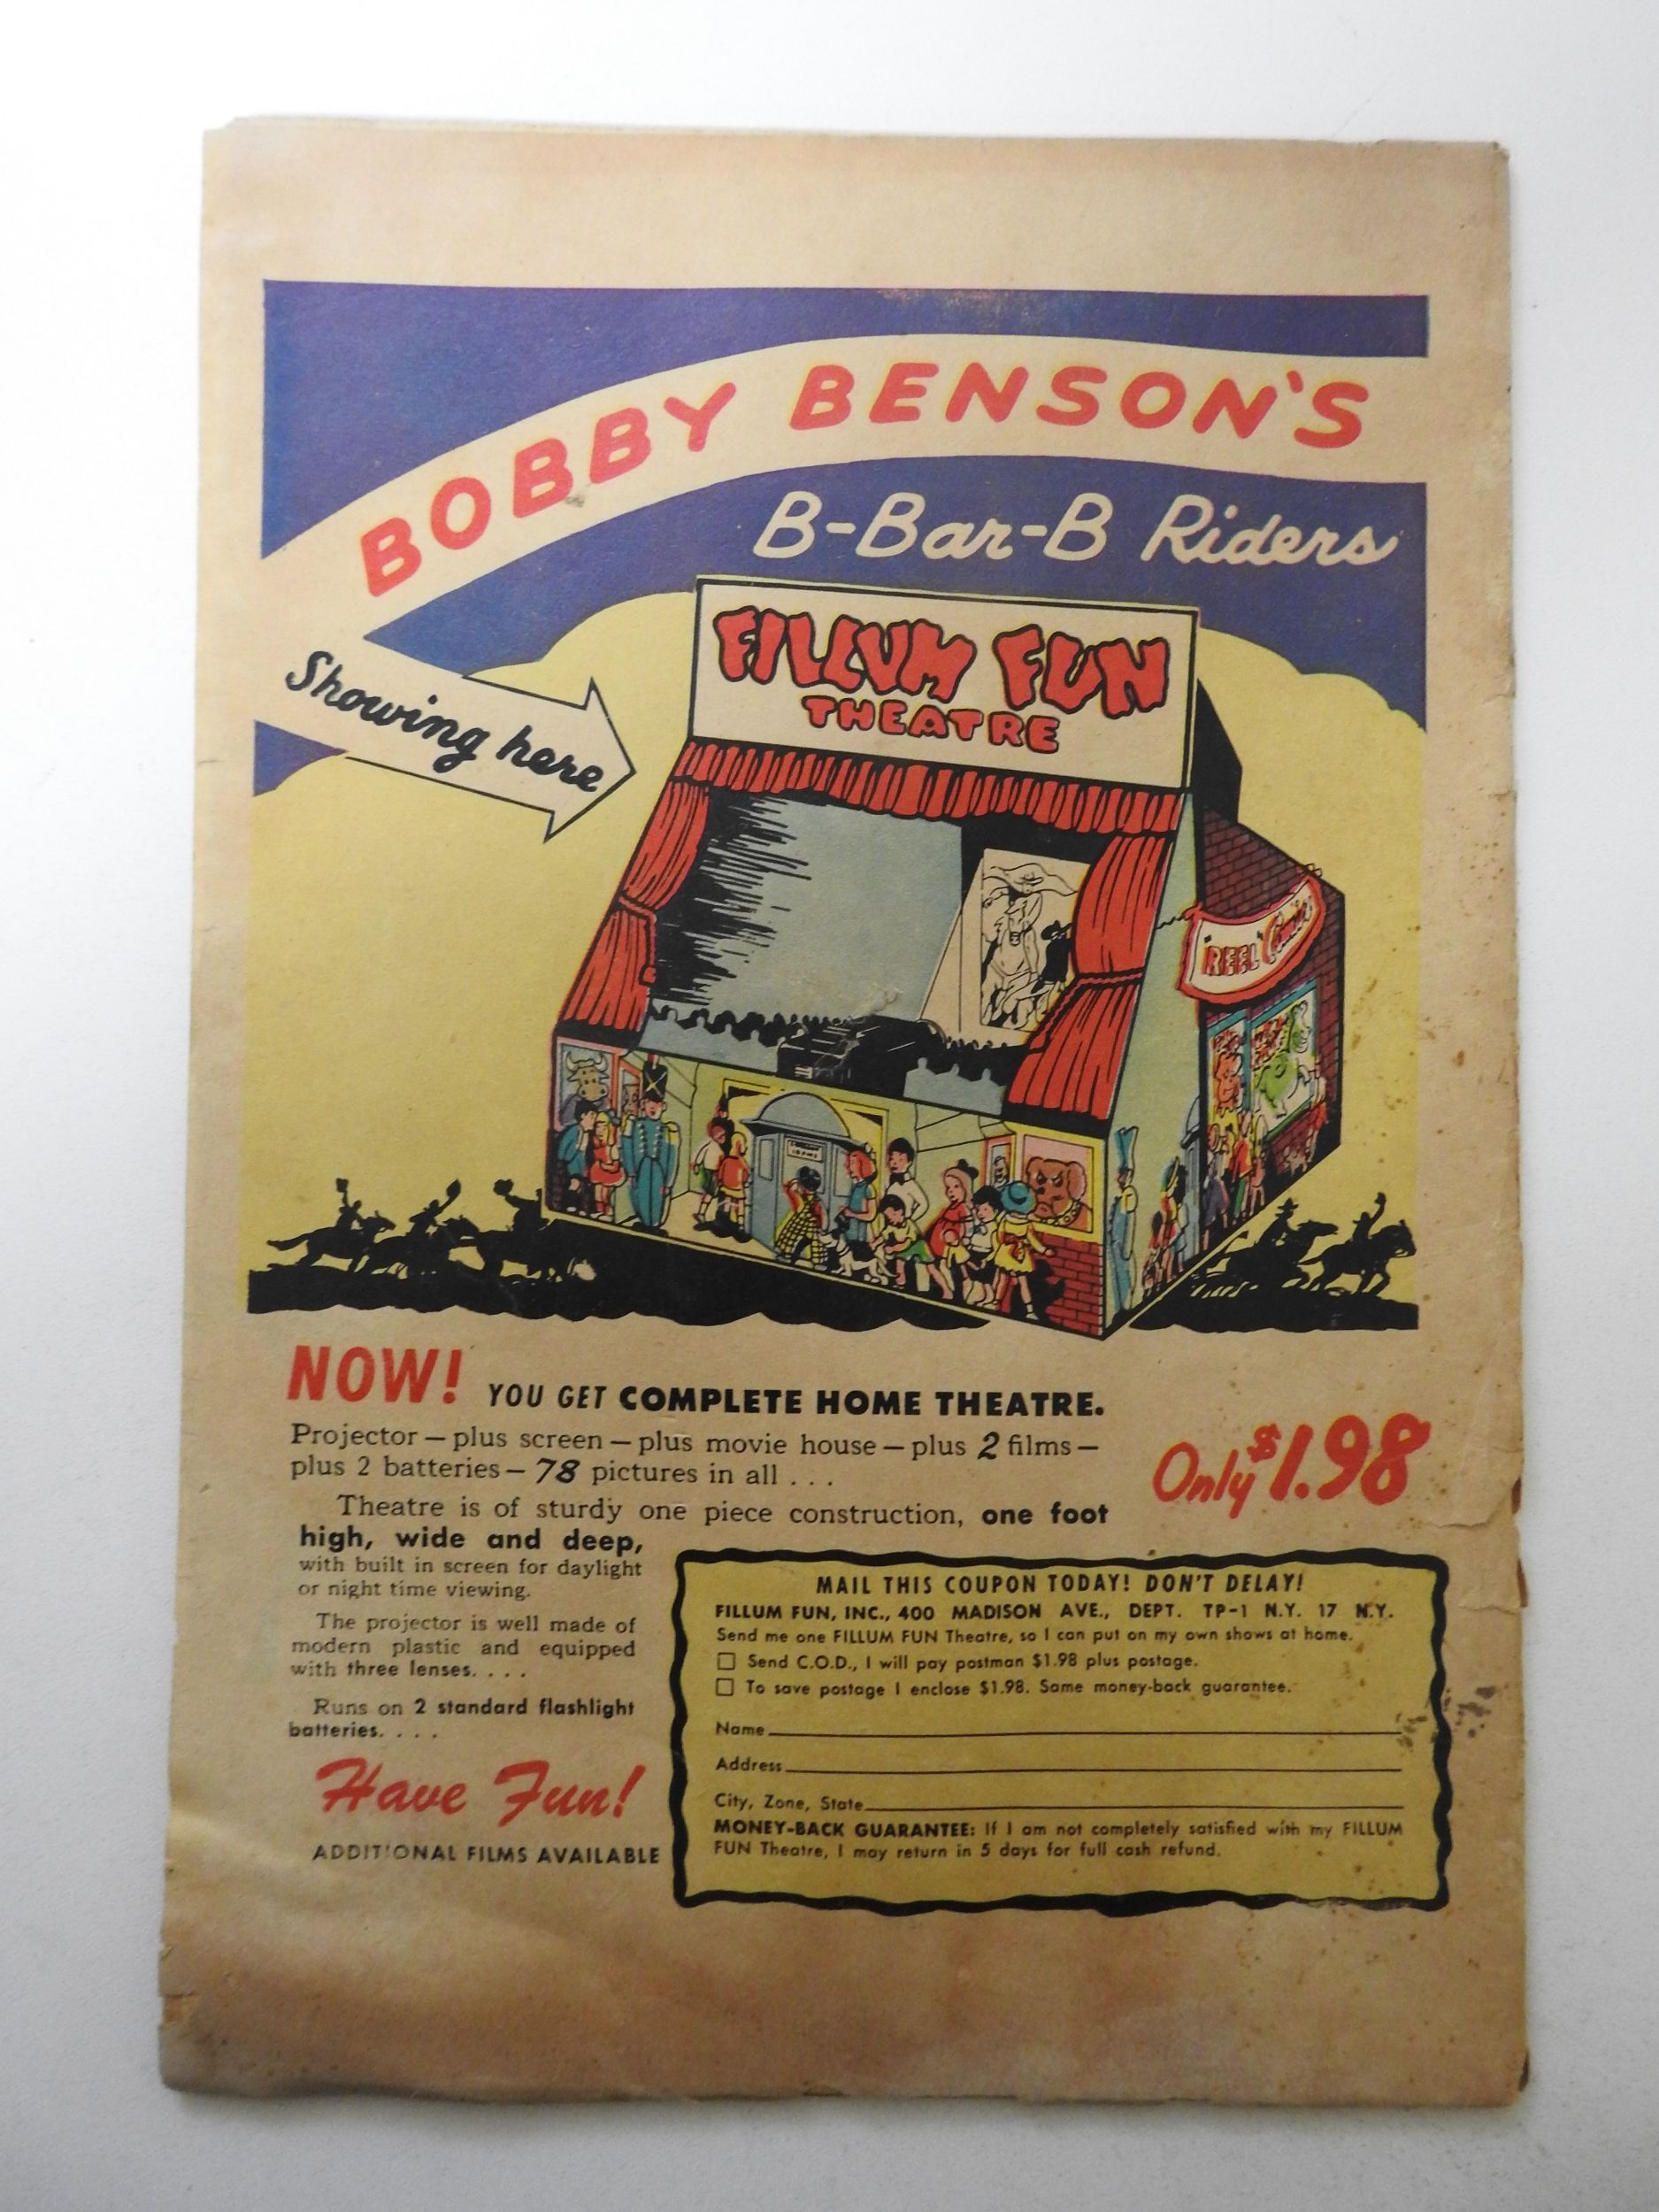 BOBBY BENSON'S
B-Bar-B Riders
Showing here
FILLUM FUN
THEATRE
"REEL" Comics
NOW! YOU GET COMPLETE HOME THEATRE.
Projector — plus screen — plus movie house — plus 2 films —
plus 2 batteries — 78 pictures in all . . .
Only $1.98
Theatre is of sturdy one piece construction, one foot
high, wide and deep,
with built in screen for daylight
or night time viewing.
The projector is well made of
modern plastic and equipped
with three lenses. . . .
Runs on 2 standard flashlight
batteries. . . .
Have Fun!
ADDITIONAL FILMS AVAILABLE
MAIL THIS COUPON TODAY! DON'T DELAY!
FILLUM FUN, INC., 400 MADISON AVE., DEPT. TP-1 N.Y. 17 N.Y.
Send me one FILLUM FUN Theatre, so I can put on my own shows at home.
☐ Send C.O.D., I will pay postman $1.98 plus postage.
☐ To save postage I enclose $1.98. Same money-back guarantee.
Name
Address
City, Zone, State
MONEY-BACK GUARANTEE: If I am not completely satisfied with my FILLUM
FUN Theatre, I may return in 5 days for full cash refund.